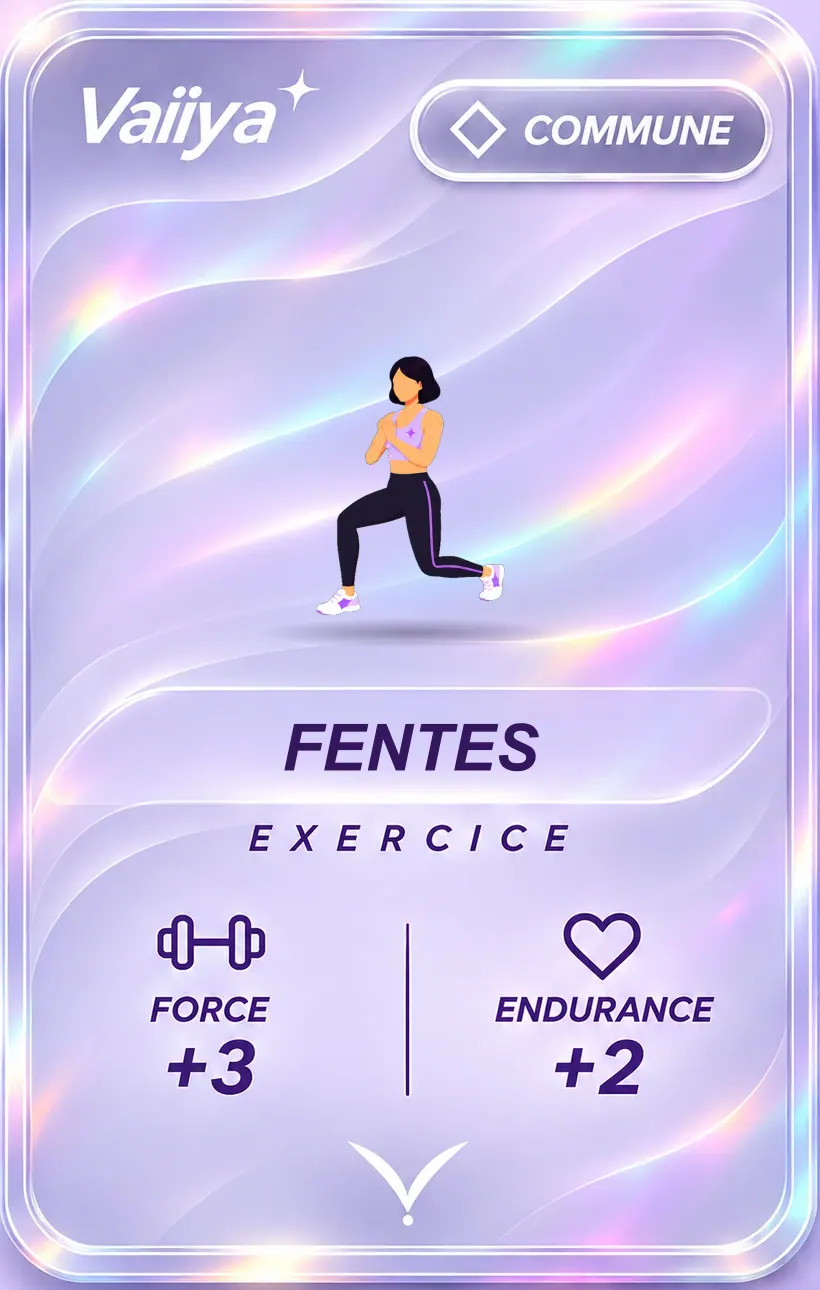 Vaiiya
COMMUNE
FENTES
EXERCICE
FORCE
+3
ENDURANCE
+2